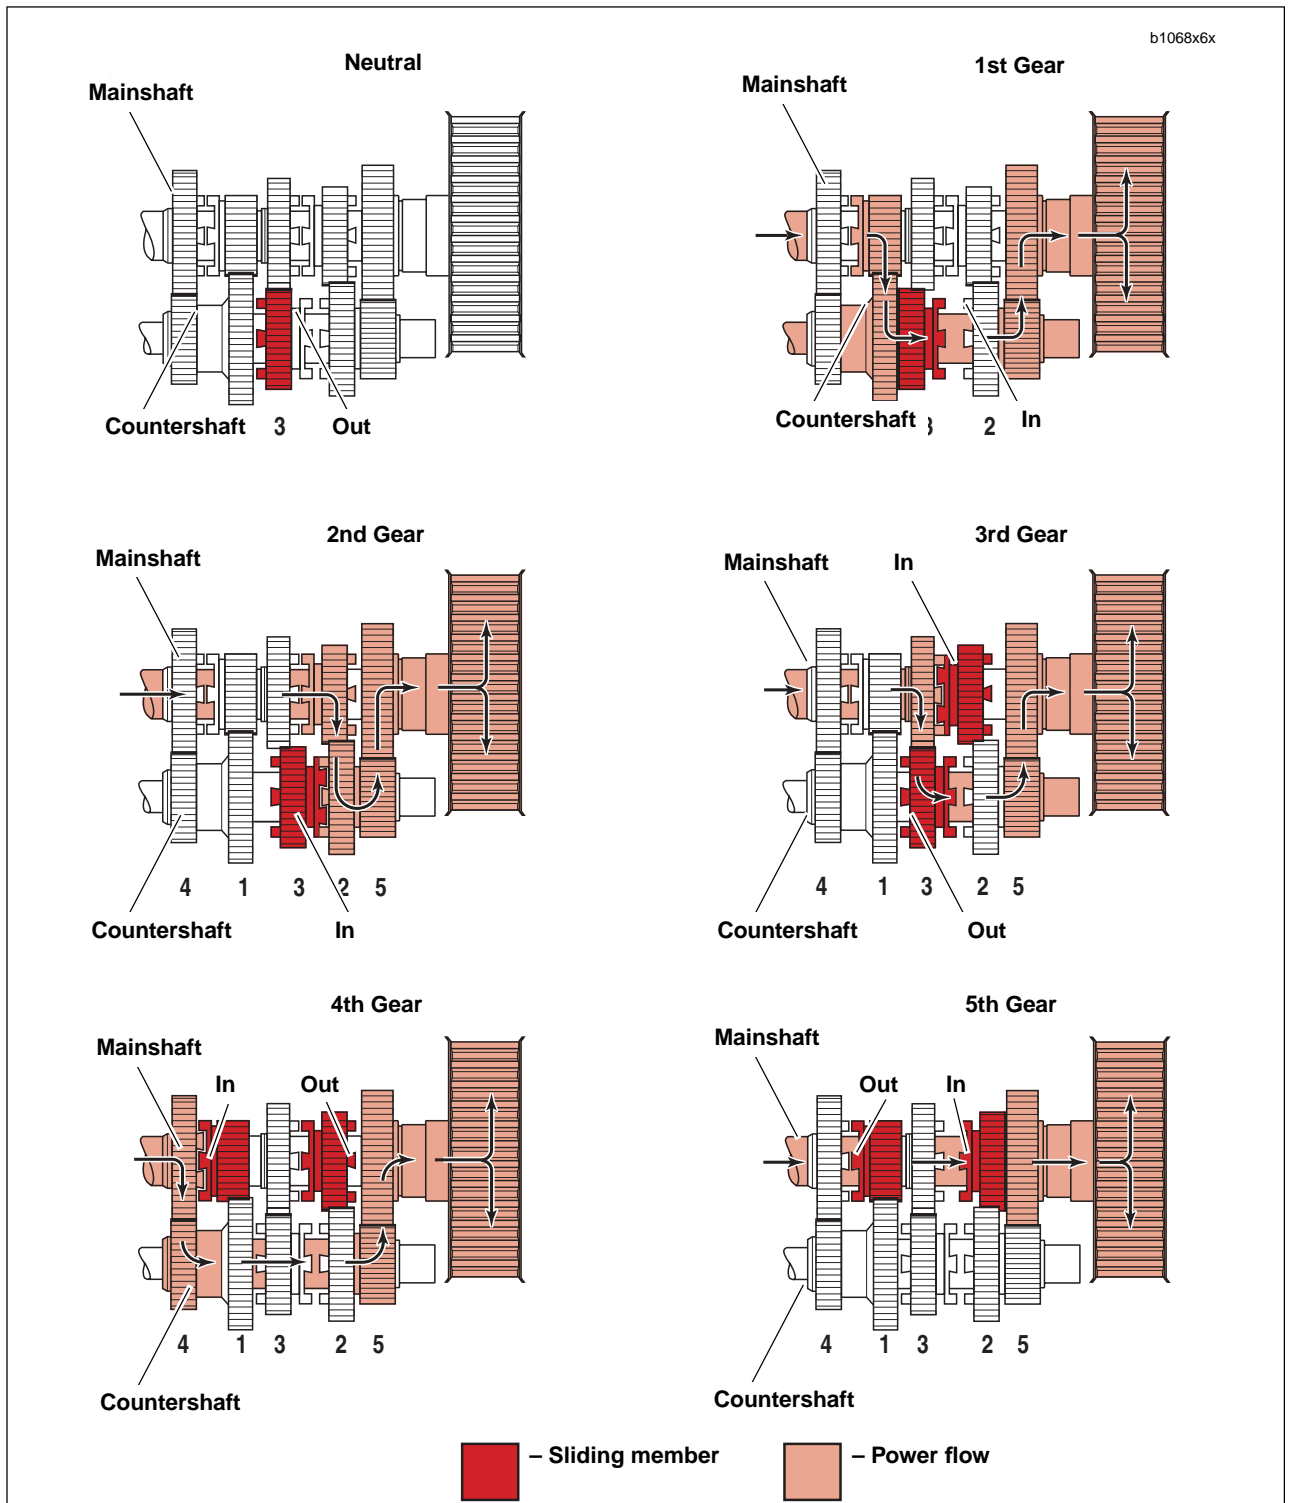 b1068x6x
Neutral
Mainshaft
Countershaft 3 Out
1st Gear
Mainshaft
Countershaft 3 2 In
2nd Gear
Mainshaft
4 1 3 2 5
Countershaft In
3rd Gear
Mainshaft In
4 1 3 2 5
Countershaft Out
4th Gear
Mainshaft
In Out
4 1 3 2 5
Countershaft
5th Gear
Mainshaft
Out In
4 1 3 2 5
Countershaft
– Sliding member
– Power flow